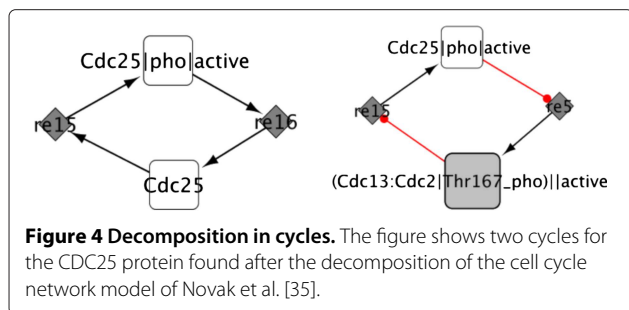 Cdc25|pho|active
re15
re16
Cdc25
Cdc25|pho|active
re15
re5
(Cdc13:Cdc2|Thr167_pho)||active
Figure 4 Decomposition in cycles. The figure shows two cycles for
the CDC25 protein found after the decomposition of the cell cycle
network model of Novak et al. [35].